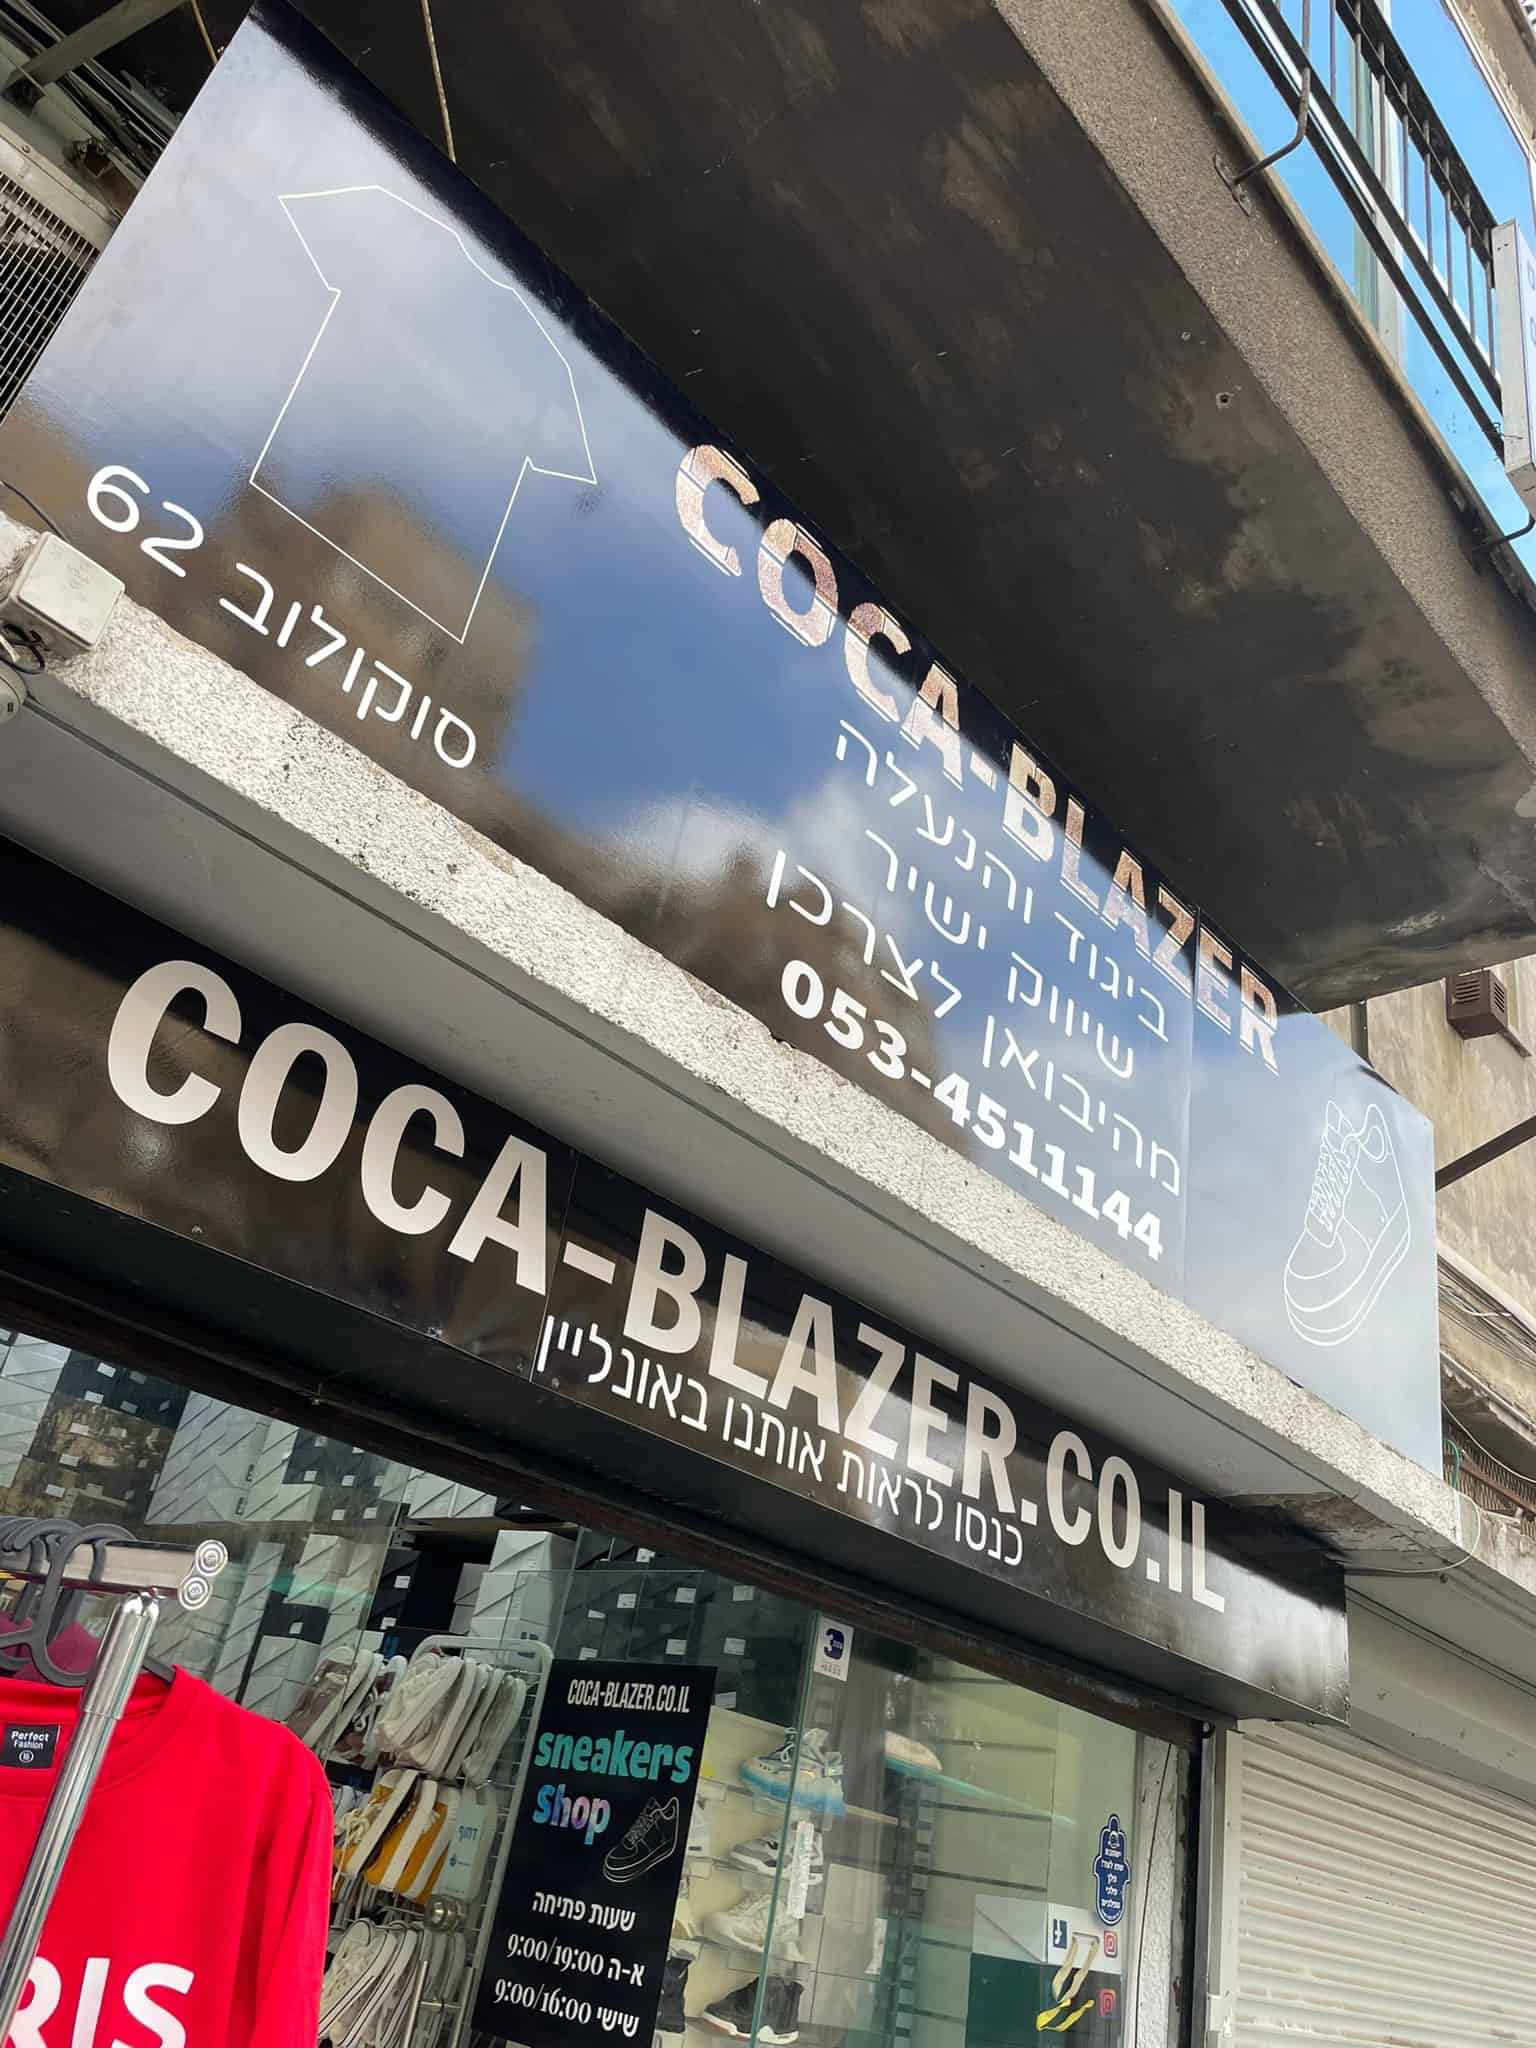 COCA-BLAZER
ביגוד והנעלה
שיווק ישיר
מהיבואן לצרכן
053-4511144
סוקולוב 62
COCA-BLAZER.CO.IL
כנסו לראות אותנו באונליין
COCA-BLAZER.CO.IL
sneakers
shop
שעות פתיחה
א-ה 9:00/19:00
שישי 9:00/16:00
Perfect
Fashion
RIS